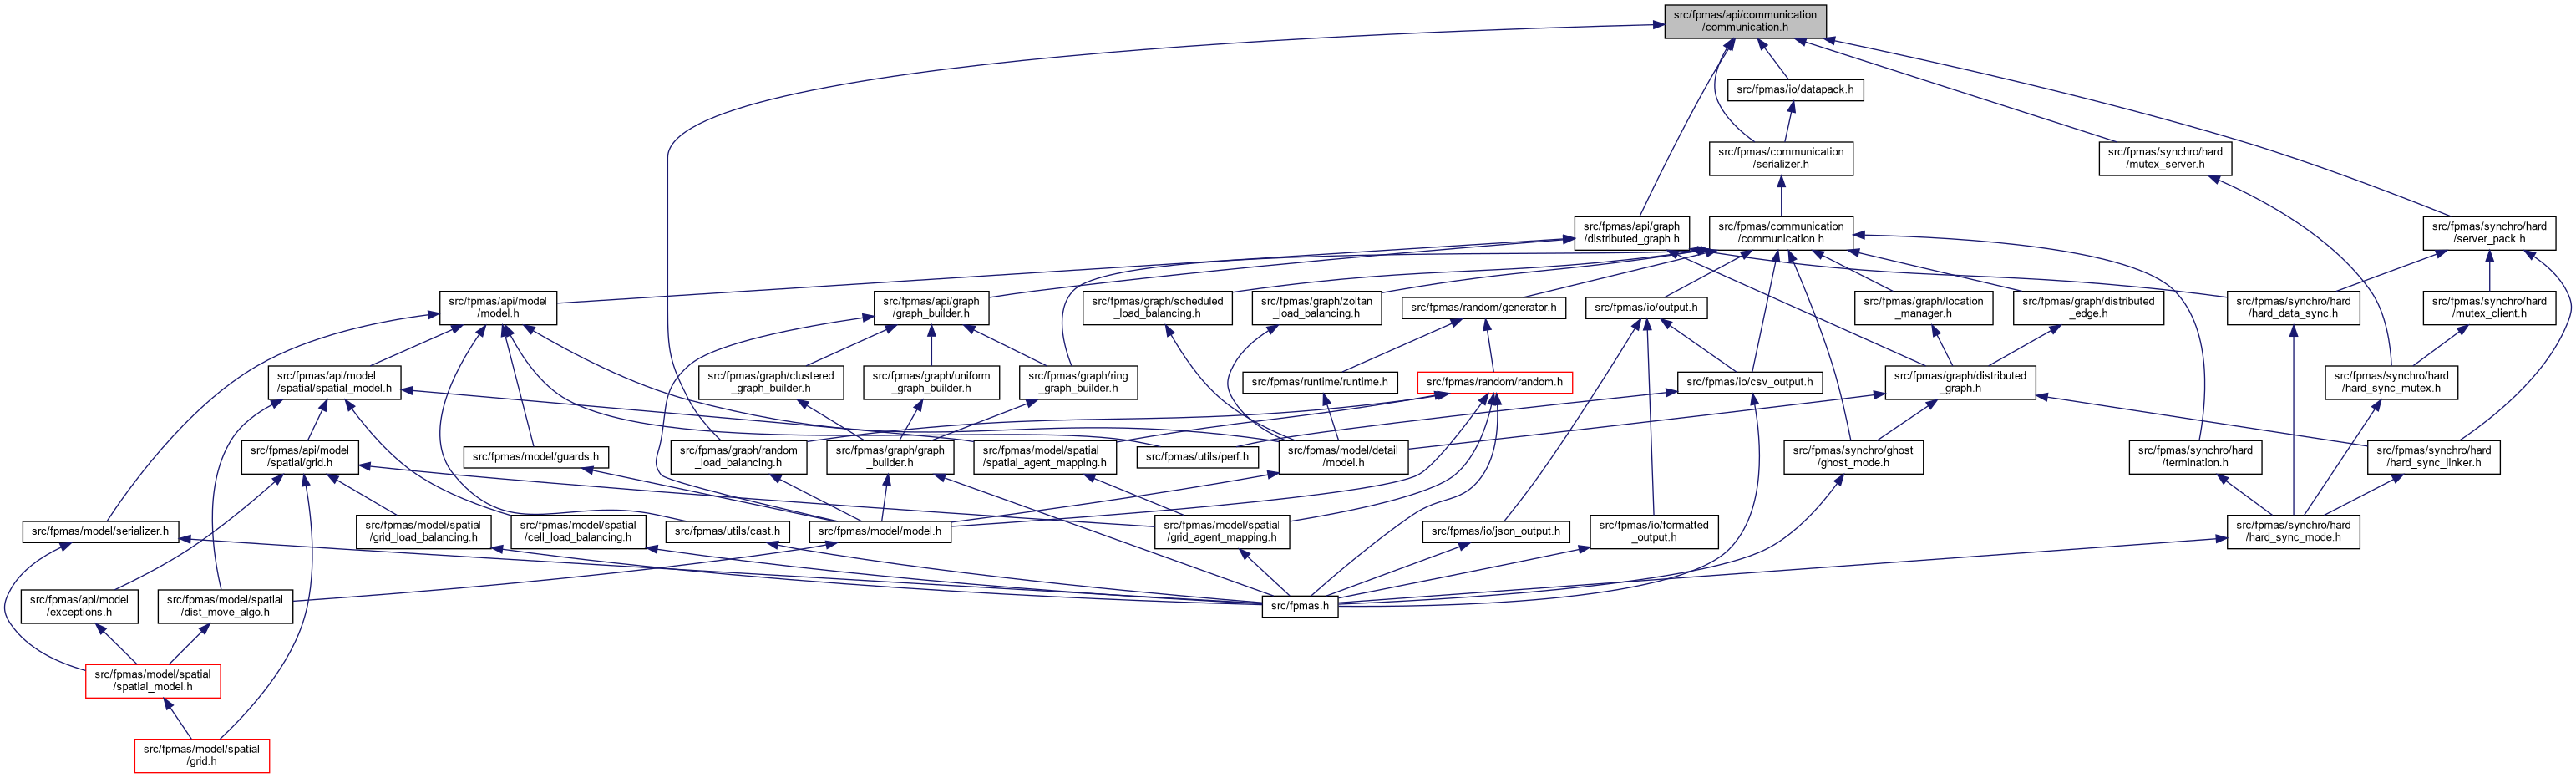 src/fpmas/api/communication
/communication.h
src/fpmas/io/datapack.h
src/fpmas/communication
/serializer.h
src/fpmas/synchro/hard
/mutex_server.h
src/fpmas/api/graph
/distributed_graph.h
src/fpmas/communication
/communication.h
src/fpmas/synchro/hard
/server_pack.h
src/fpmas/api/model
/model.h
src/fpmas/api/graph
/graph_builder.h
src/fpmas/graph/scheduled
_load_balancing.h
src/fpmas/graph/zoltan
_load_balancing.h
src/fpmas/random/generator.h
src/fpmas/io/output.h
src/fpmas/graph/location
_manager.h
src/fpmas/graph/distributed
_edge.h
src/fpmas/synchro/hard
/hard_data_sync.h
src/fpmas/synchro/hard
/mutex_client.h
src/fpmas/api/model
/spatial/spatial_model.h
src/fpmas/graph/clustered
_graph_builder.h
src/fpmas/graph/uniform
_graph_builder.h
src/fpmas/graph/ring
_graph_builder.h
src/fpmas/runtime/runtime.h
src/fpmas/random/random.h
src/fpmas/io/csv_output.h
src/fpmas/graph/distributed
_graph.h
src/fpmas/synchro/hard
/hard_sync_mutex.h
src/fpmas/api/model
/spatial/grid.h
src/fpmas/model/guards.h
src/fpmas/graph/random
_load_balancing.h
src/fpmas/graph/graph
_builder.h
src/fpmas/model/spatial
/spatial_agent_mapping.h
src/fpmas/utils/perf.h
src/fpmas/model/detail
/model.h
src/fpmas/synchro/ghost
/ghost_mode.h
src/fpmas/synchro/hard
/termination.h
src/fpmas/synchro/hard
/hard_sync_linker.h
src/fpmas/model/serializer.h
src/fpmas/model/spatial
/grid_load_balancing.h
src/fpmas/model/spatial
/cell_load_balancing.h
src/fpmas/utils/cast.h
src/fpmas/model/model.h
src/fpmas/model/spatial
/grid_agent_mapping.h
src/fpmas/io/json_output.h
src/fpmas/io/formatted
_output.h
src/fpmas/synchro/hard
/hard_sync_mode.h
src/fpmas/api/model
/exceptions.h
src/fpmas/model/spatial
/dist_move_algo.h
src/fpmas.h
src/fpmas/model/spatial
/spatial_model.h
src/fpmas/model/spatial
/grid.h